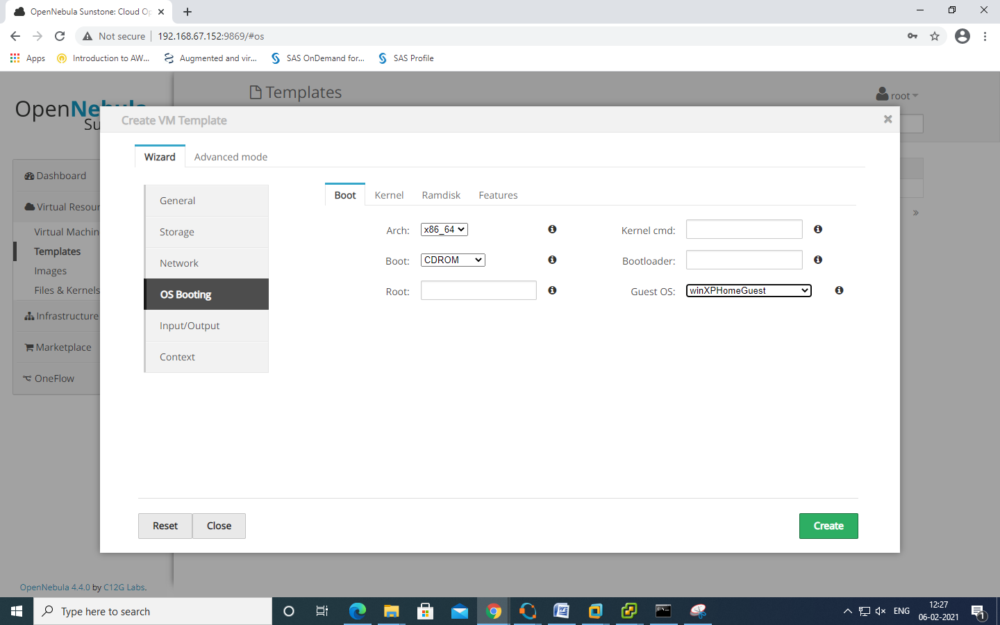 OpenNebula Sunstone: Cloud Op
Not secure 192.168.67.152:9869/#os
Apps Introduction to AW... Augmented and vir... SAS OnDemand for... SAS Profile
Templates
root
OpenNebula
Su
Create VM Template
Wizard Advanced mode
Dashboard
Virtual Resour
Virtual Machin
Templates
Images
Files & Kernels
Infrastructure
Marketplace
OneFlow
General
Storage
Network
OS Booting
Input/Output
Context
Boot Kernel Ramdisk Features
Arch: x86_64 Kernel cmd:
Boot: CDROM Bootloader:
Root: Guest OS: winXPHomeGuest
Reset Close Create
OpenNebula 4.4.0 by C12G Labs.
Type here to search
ENG
12:27
06-02-2021
1